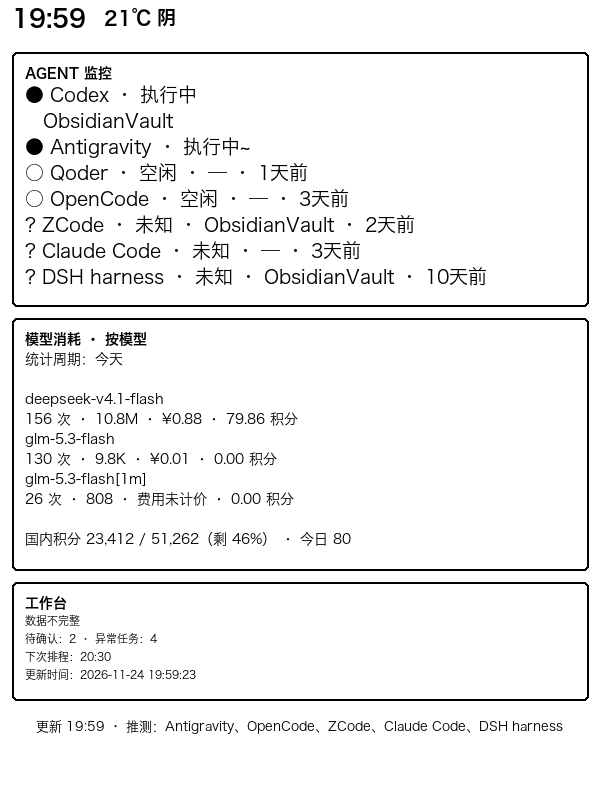 19:59 21℃ 阴
AGENT 监控
● Codex · 执行中
ObsidianVault
● Antigravity · 执行中~
○ Qoder · 空闲 · — · 1天前
○ OpenCode · 空闲 · — · 3天前
? ZCode · 未知 · ObsidianVault · 2天前
? Claude Code · 未知 · — · 3天前
? DSH harness · 未知 · ObsidianVault · 10天前
模型消耗 · 按模型
统计周期：今天
deepseek-v4.1-flash
156 次 · 10.8M · ¥0.88 · 79.86 积分
glm-5.3-flash
130 次 · 9.8K · ¥0.01 · 0.00 积分
glm-5.3-flash[1m]
26 次 · 808 · 费用未计价 · 0.00 积分
国内积分 23,412 / 51,262（剩 46%） · 今日 80
工作台
数据不完整
待确认：2 · 异常任务：4
下次排程：20:30
更新时间：2026-11-24 19:59:23
更新 19:59 · 推测：Antigravity、OpenCode、ZCode、Claude Code、DSH harness